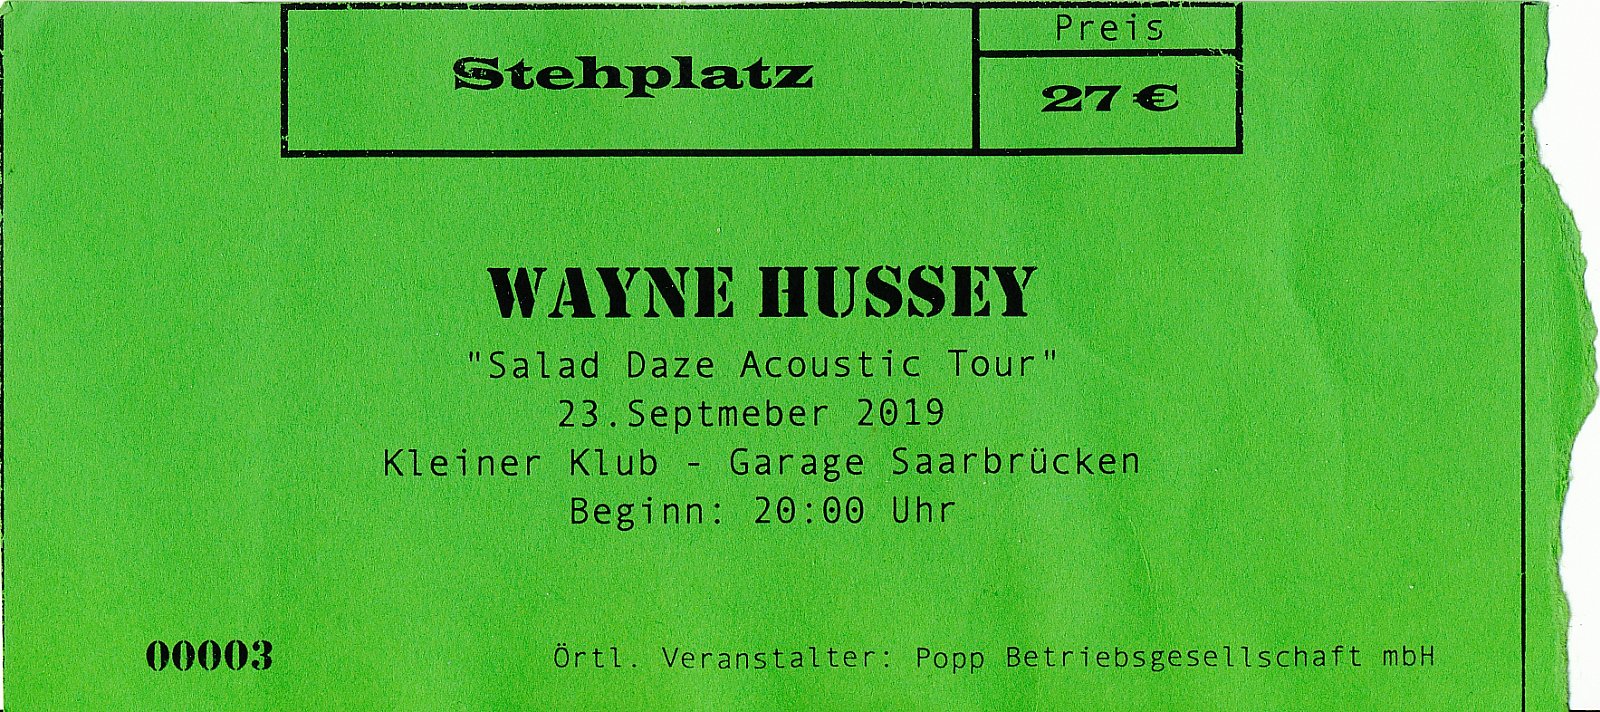 Preis
Stehplatz
27 €
WAYNE HUSSEY
"Salad Daze Acoustic Tour"
23.Septmeber 2019
Kleiner Klub - Garage Saarbrücken
Beginn: 20:00 Uhr
00003
Örtl. Veranstalter: Popp Betriebsgesellschaft mbH